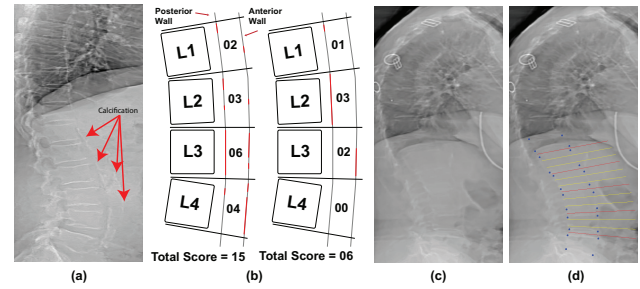 Calcification
Posterior
Wall
Anterior
Wall
L1
02
L1
01
L2
03
L2
03
L3
06
L3
02
L4
04
L4
00
Total Score = 15
Total Score = 06
(a)
(b)
(c)
(d)